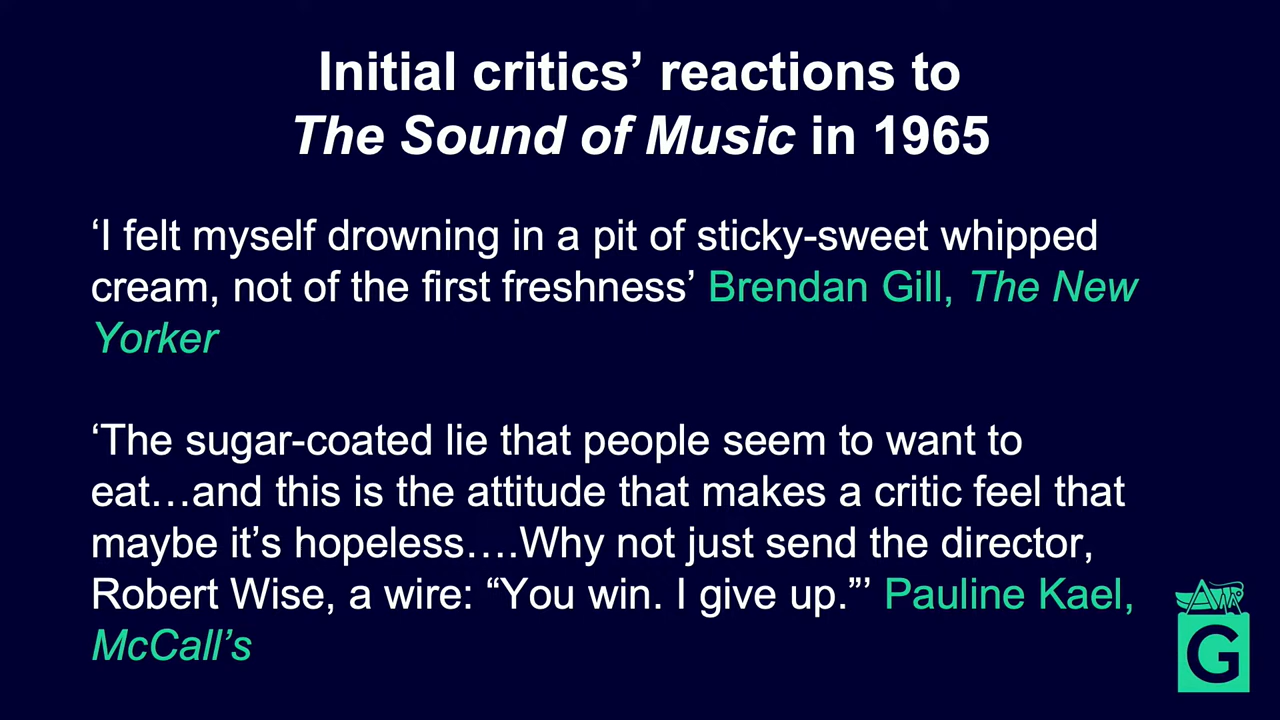 Initial critics’ reactions to
The Sound of Music in 1965
‘I felt myself drowning in a pit of sticky-sweet whipped
cream, not of the first freshness’ Brendan Gill, The New
Yorker
‘The sugar-coated lie that people seem to want to
eat…and this is the attitude that makes a critic feel that
maybe it’s hopeless….Why not just send the director,
Robert Wise, a wire: “You win. I give up.”’ Pauline Kael,
McCall’s
G